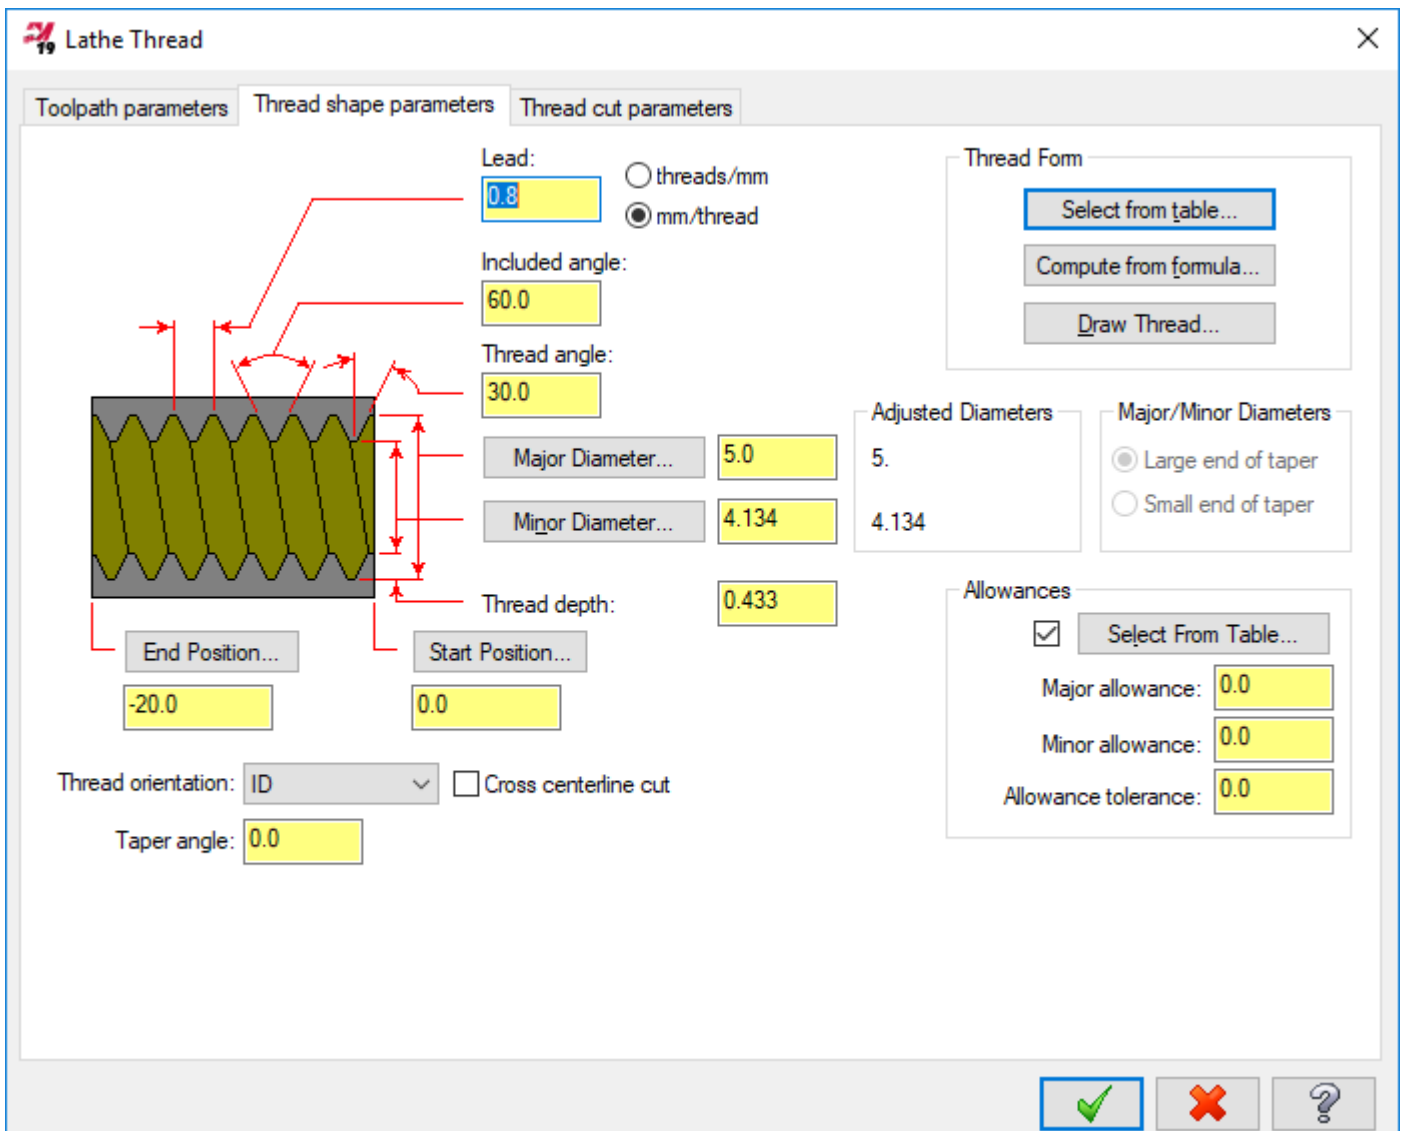 19 Lathe Thread
Toolpath parameters
Thread shape parameters
Thread cut parameters
Lead:
0.8
threads/mm
mm/thread
Included angle:
60.0
Thread angle:
30.0
Major Diameter...
5.0
Minor Diameter...
4.134
Thread depth:
0.433
Adjusted Diameters
5.
4.134
Thread Form
Select from table...
Compute from formula...
Draw Thread...
Major/Minor Diameters
Large end of taper
Small end of taper
End Position...
-20.0
Start Position...
0.0
Thread orientation: ID
Cross centerline cut
Taper angle: 0.0
Allowances
Select From Table...
Major allowance: 0.0
Minor allowance: 0.0
Allowance tolerance: 0.0